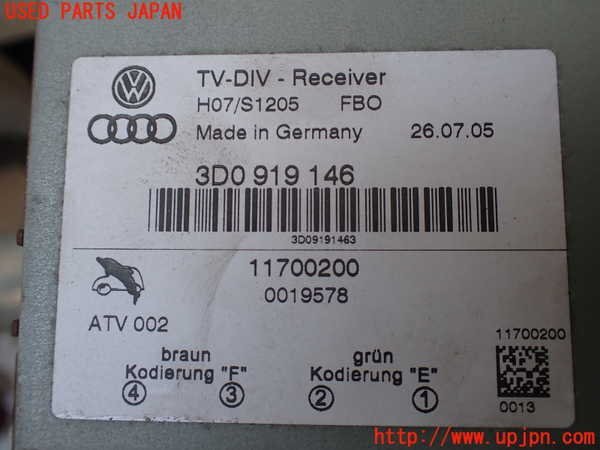 USED PARTS JAPAN
TV-DIV - Receiver
H07/S1205 FBO
Made in Germany 26.07.05
3D0 919 146
3D09191463
11700200
0019578
ATV 002
11700200
braun grün
Kodierung "F" Kodierung "E"
4 3 2 1
0013
http://www.upjpn.com